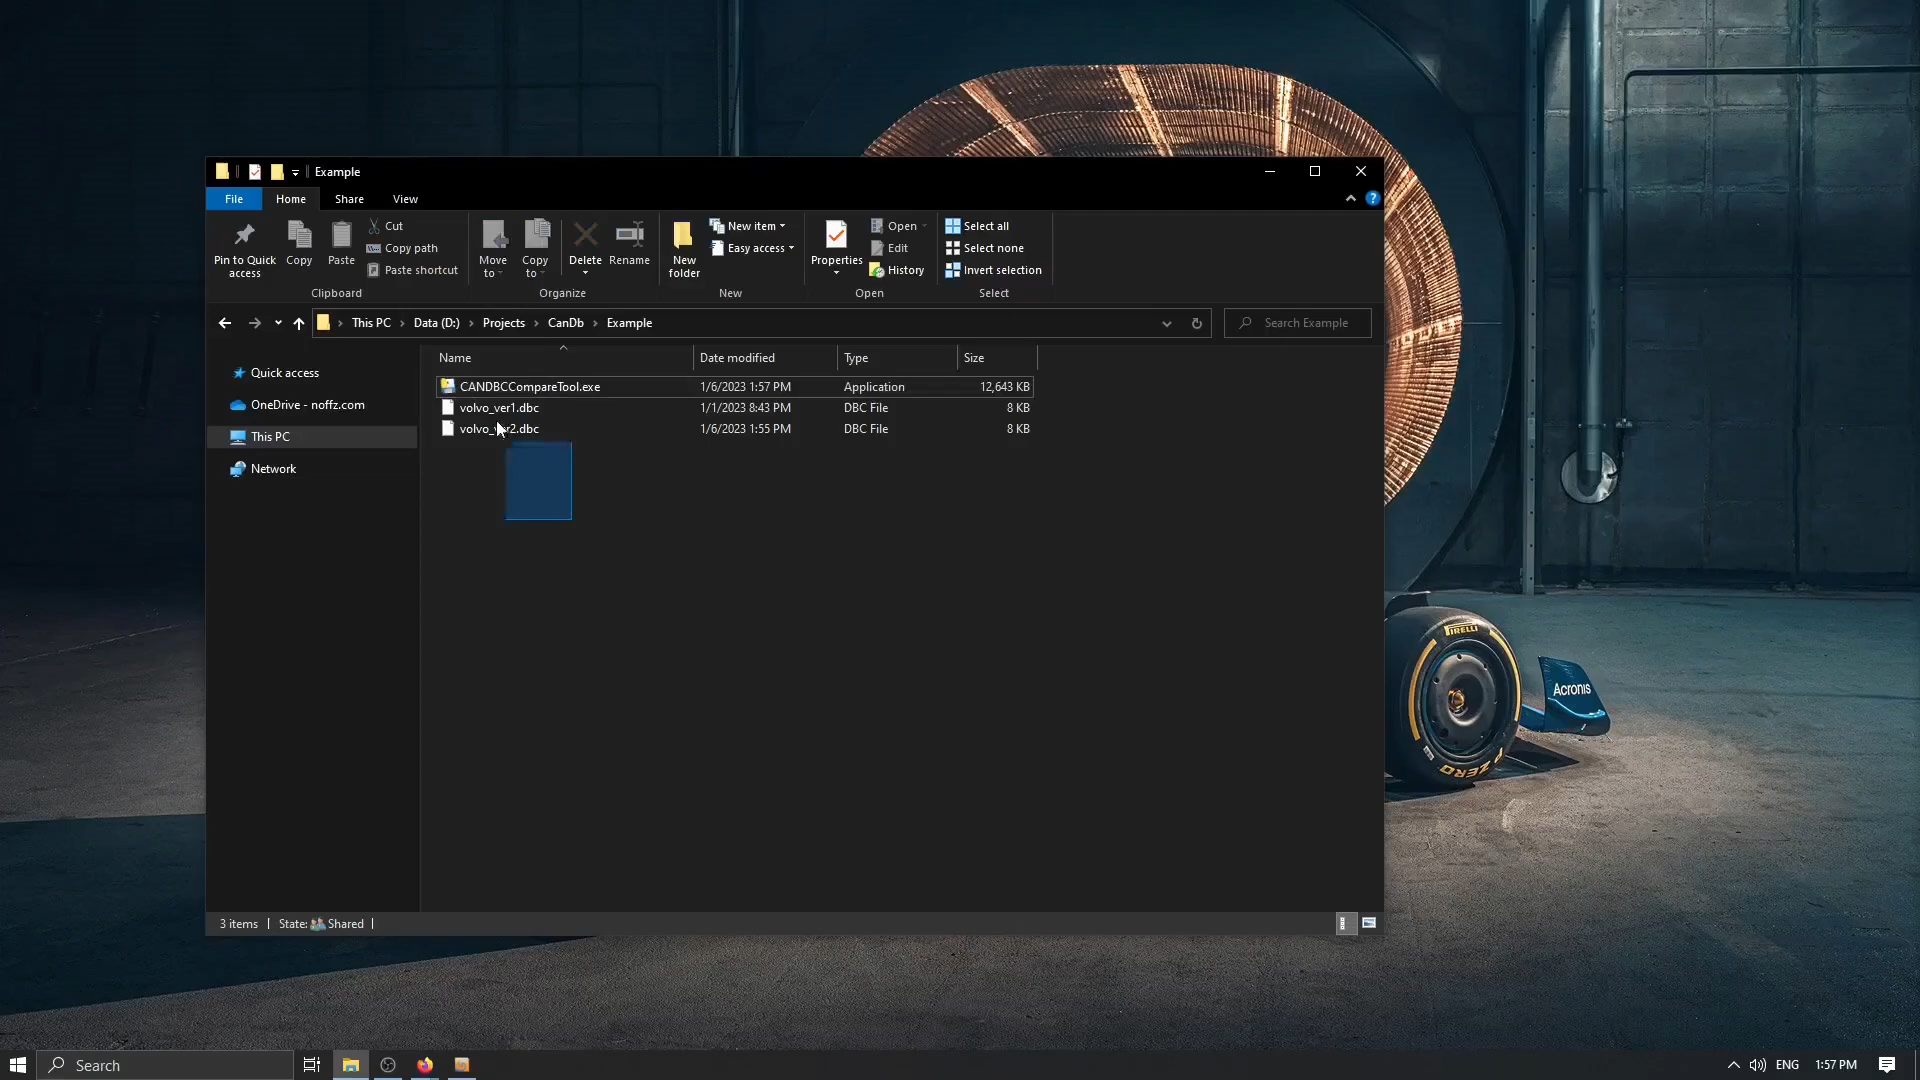 Example
File Home Share View
Pin to Quick access
Copy
Paste
Cut
Copy path
Paste shortcut
Clipboard
Move to
Copy to
Delete
Rename
Organize
New folder
New item
Easy access
New
Properties
Open
Edit
History
Open
Select all
Select none
Invert selection
Select
This PC Data (D:) Projects CanDb Example
Search Example
Quick access
OneDrive - noffz.com
This PC
Network
Name Date modified Type Size
CANDBCCompareTool.exe 1/6/2023 1:57 PM Application 12,643 KB
volvo_ver1.dbc 1/1/2023 8:43 PM DBC File 8 KB
volvo_ver2.dbc 1/6/2023 1:55 PM DBC File 8 KB
3 items State: Shared
PIRELLI
Acronis
P ZERO
Search
ENG 1:57 PM